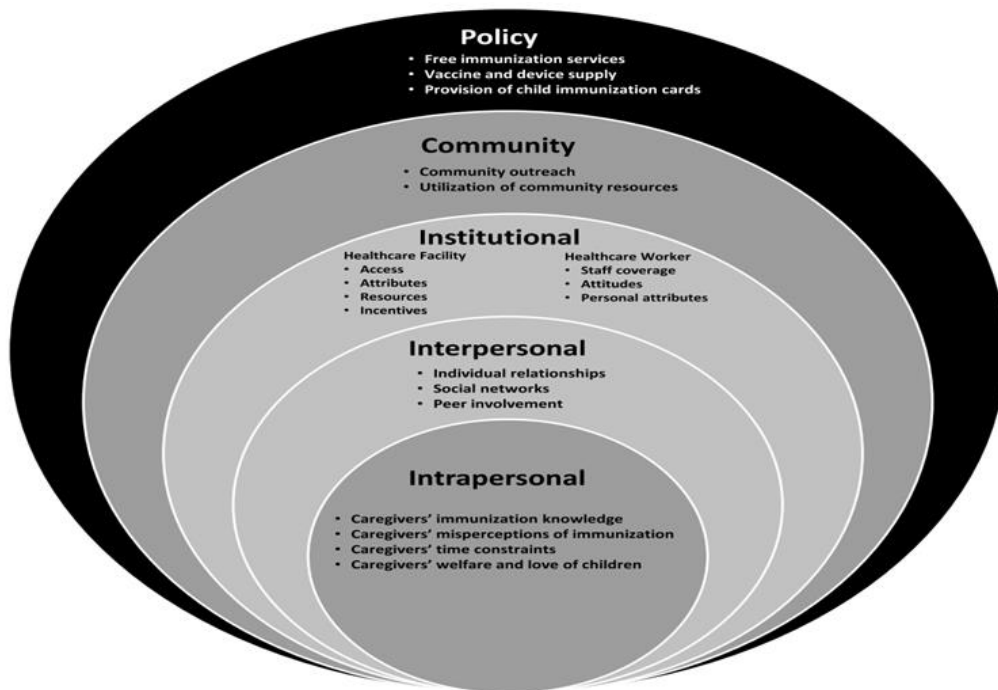 Policy
• Free immunization services
• Vaccine and device supply
• Provision of child immunization cards
Community
• Community outreach
• Utilization of community resources
Institutional
Healthcare Facility
• Access
• Attributes
• Resources
• Incentives
Healthcare Worker
• Staff coverage
• Attitudes
• Personal attributes
Interpersonal
• Individual relationships
• Social networks
• Peer involvement
Intrapersonal
• Caregivers’ immunization knowledge
• Caregivers’ misperceptions of immunization
• Caregivers’ time constraints
• Caregivers’ welfare and love of children